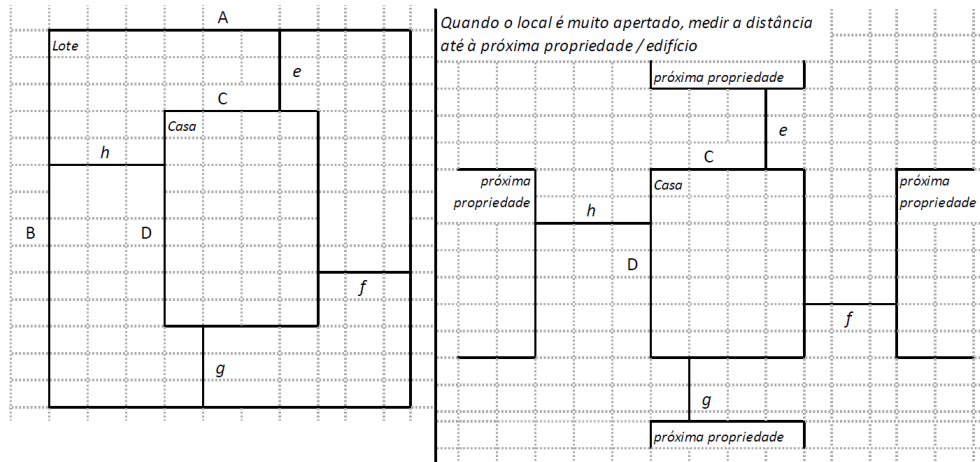 A
Lote
e
C
Casa
h
B
D
f
g
Quando o local é muito apertado, medir a distância
até à próxima propriedade / edifício
próxima propriedade
e
C
próxima
propriedade
Casa
próxima
propriedade
h
D
f
g
próxima propriedade